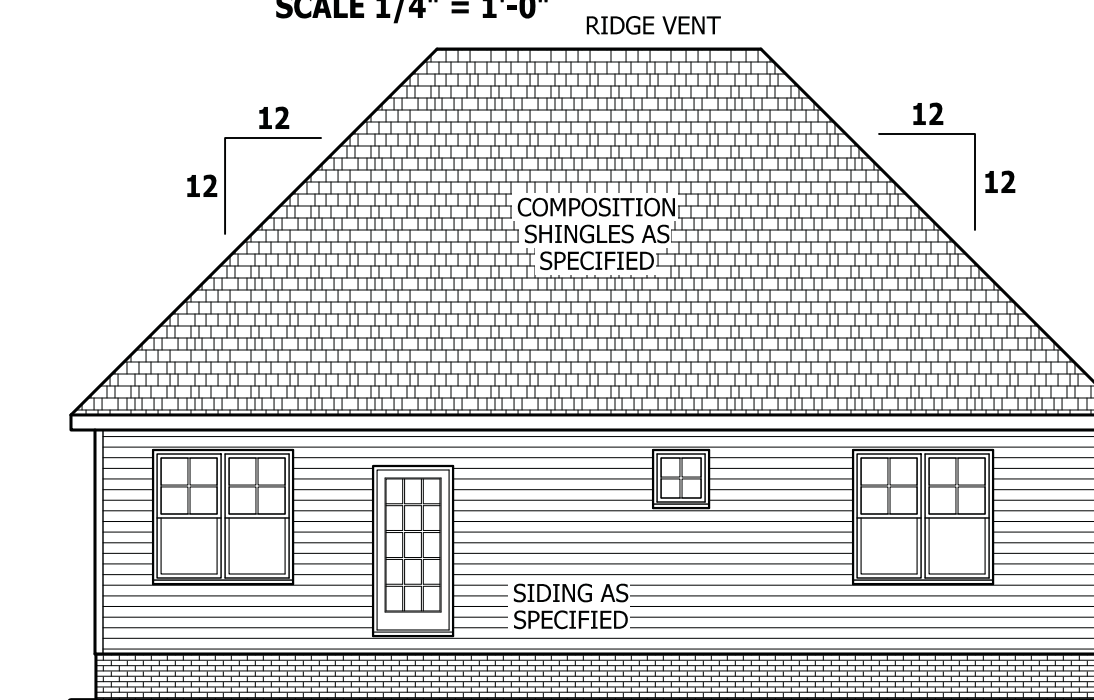 SCALE 1/4" = 1'-0"
RIDGE VENT
12
12
12
12
COMPOSITION
SHINGLES AS
SPECIFIED
SIDING AS
SPECIFIED